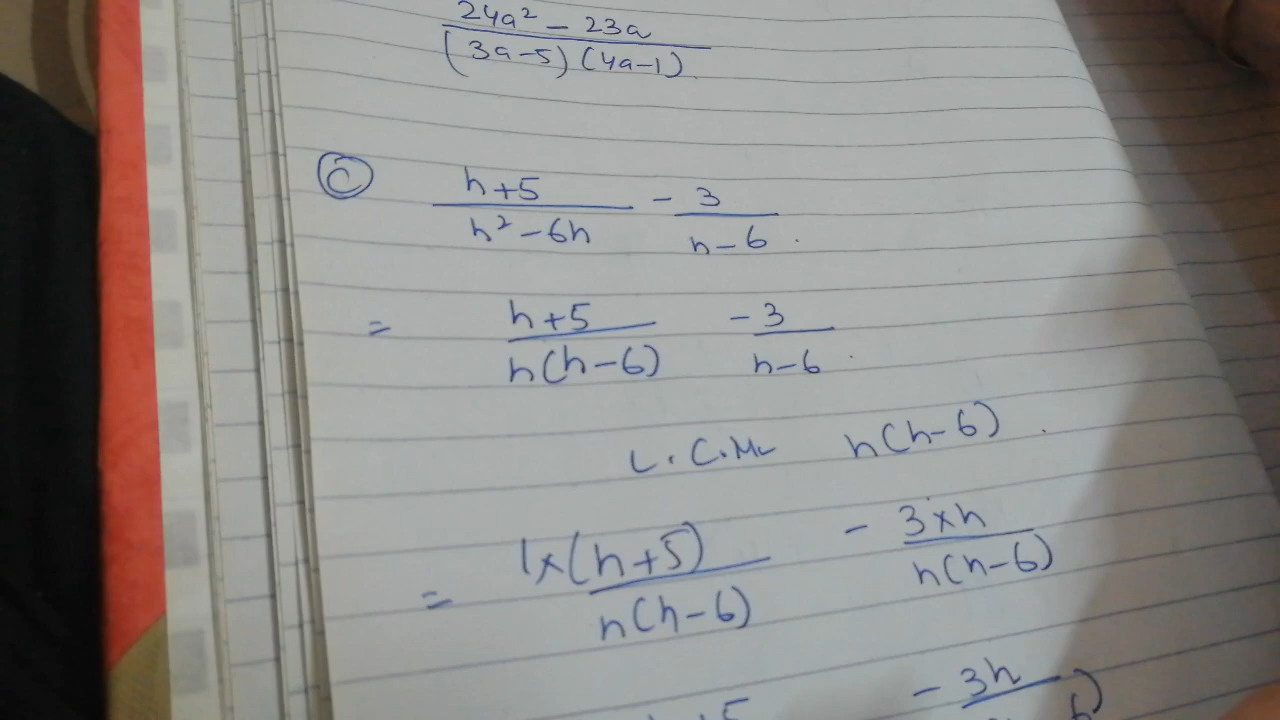 24a² - 23a
(3a-5) (4a-1)
C
h+5 - 3
h² - 6h h-6 .
= h+5 - 3
h(h-6) h-6 .
L.C.M h(h-6) .
= 1×(h+5) - 3×h
h(h-6) h(h-6)
+5 - 3h